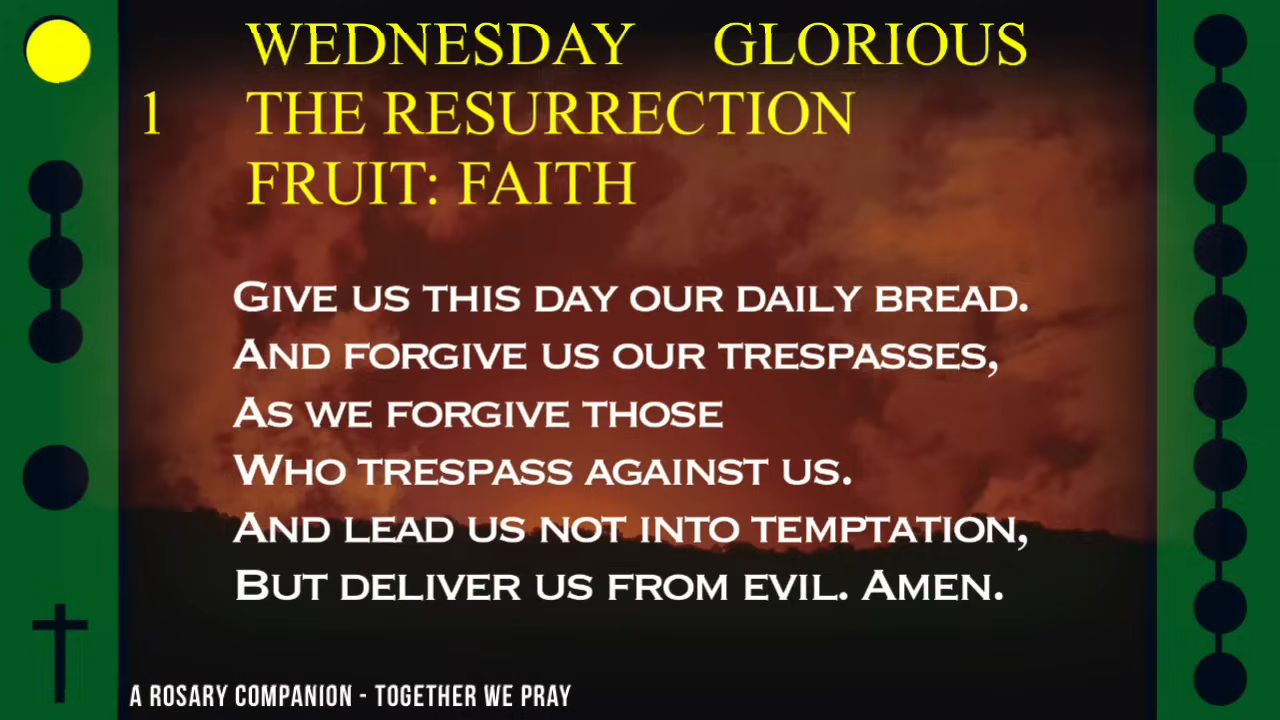 WEDNESDAY GLORIOUS
1 THE RESURRECTION
FRUIT: FAITH
GIVE US THIS DAY OUR DAILY BREAD.
AND FORGIVE US OUR TRESPASSES,
AS WE FORGIVE THOSE
WHO TRESPASS AGAINST US.
AND LEAD US NOT INTO TEMPTATION,
BUT DELIVER US FROM EVIL. AMEN.
A ROSARY COMPANION - TOGETHER WE PRAY